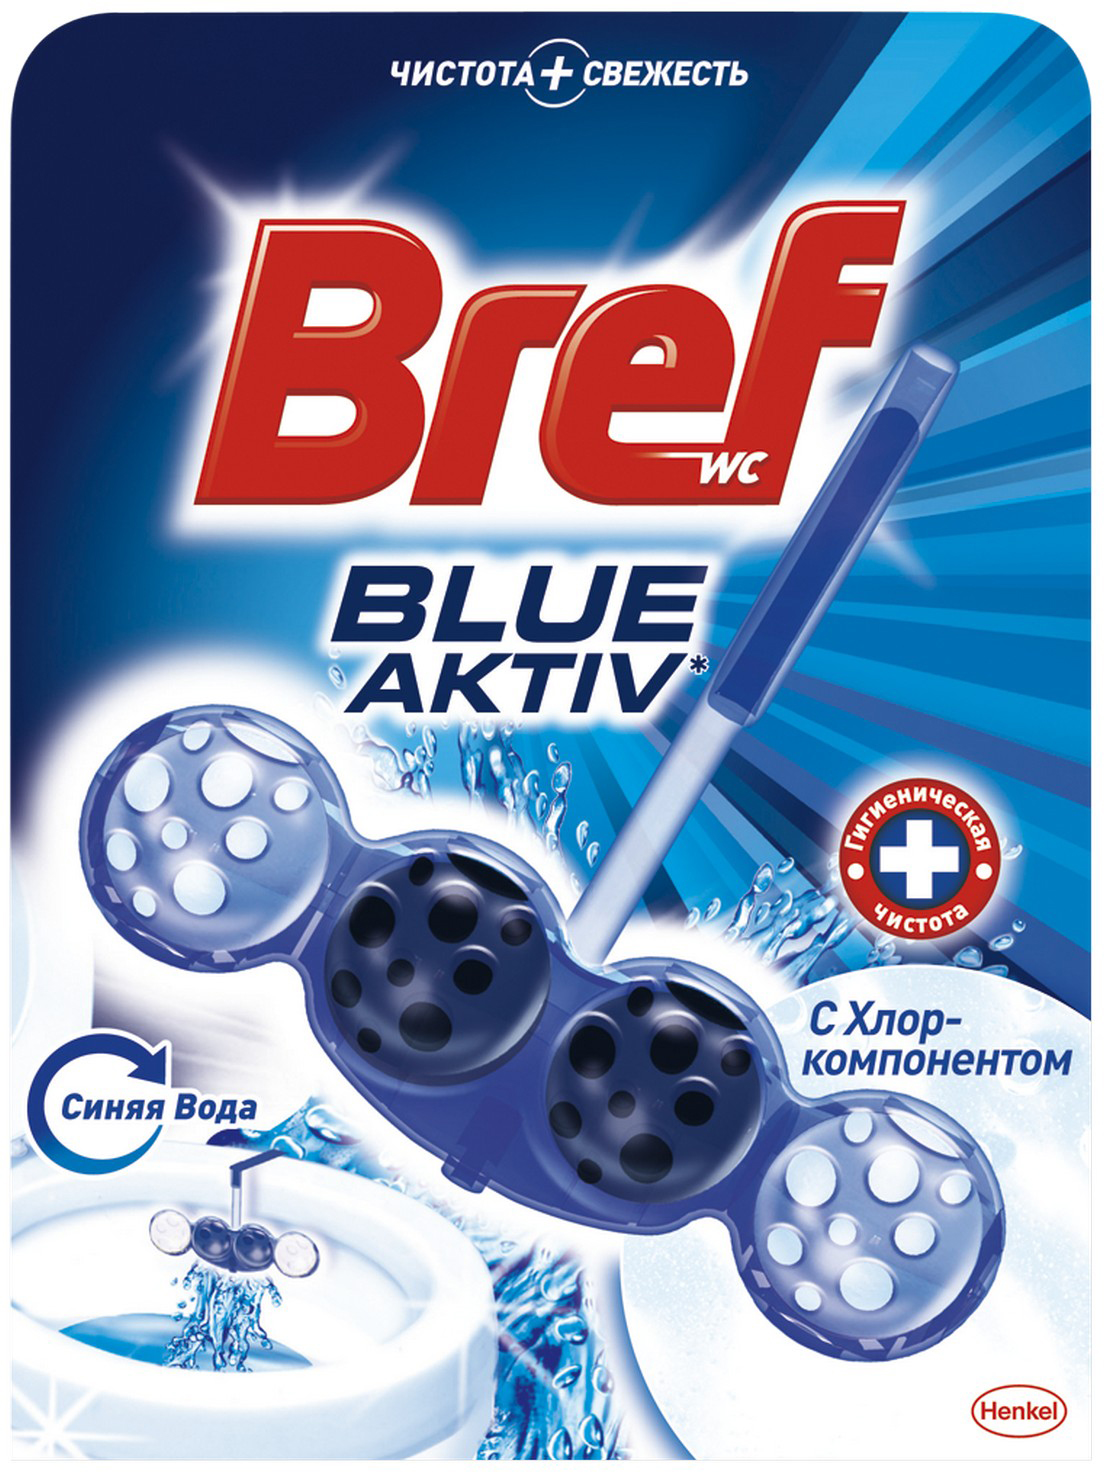 ЧИСТОТА + СВЕЖЕСТЬ
Bref
WC
BLUE
AKTIV*
Гигиеническая
чистота
С Хлор-
компонентом
Синяя Вода
Henkel